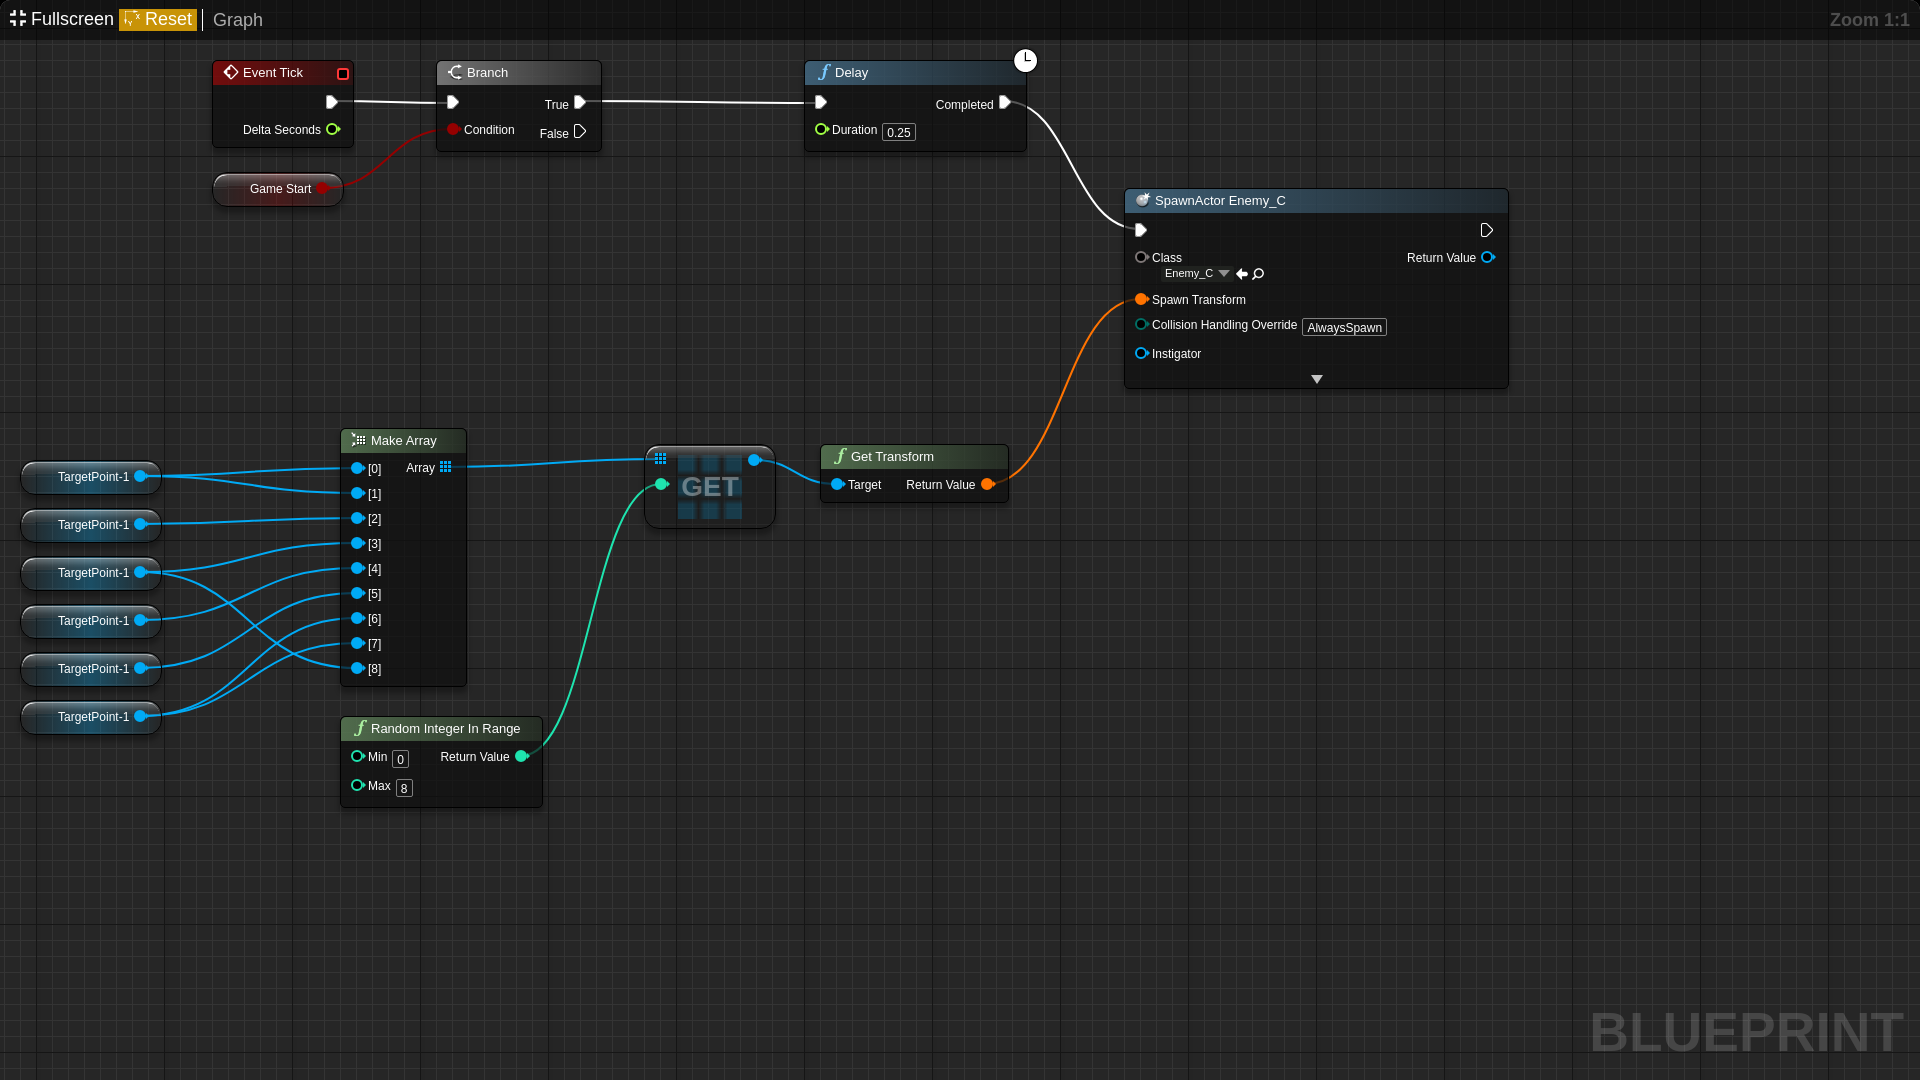 Fullscreen Reset Graph Zoom 1:1
Event Tick
Delta Seconds
Game Start
Branch
True
Condition
False
Delay
Completed
Duration 0.25
SpawnActor Enemy_C
Class
Return Value
Enemy_C
Spawn Transform
Collision Handling Override AlwaysSpawn
Instigator
TargetPoint-1
TargetPoint-1
TargetPoint-1
TargetPoint-1
TargetPoint-1
TargetPoint-1
Make Array
[0] Array
[1]
[2]
[3]
[4]
[5]
[6]
[7]
[8]
GET
Get Transform
Target Return Value
Random Integer In Range
Min 0 Return Value
Max 8
BLUEPRINT